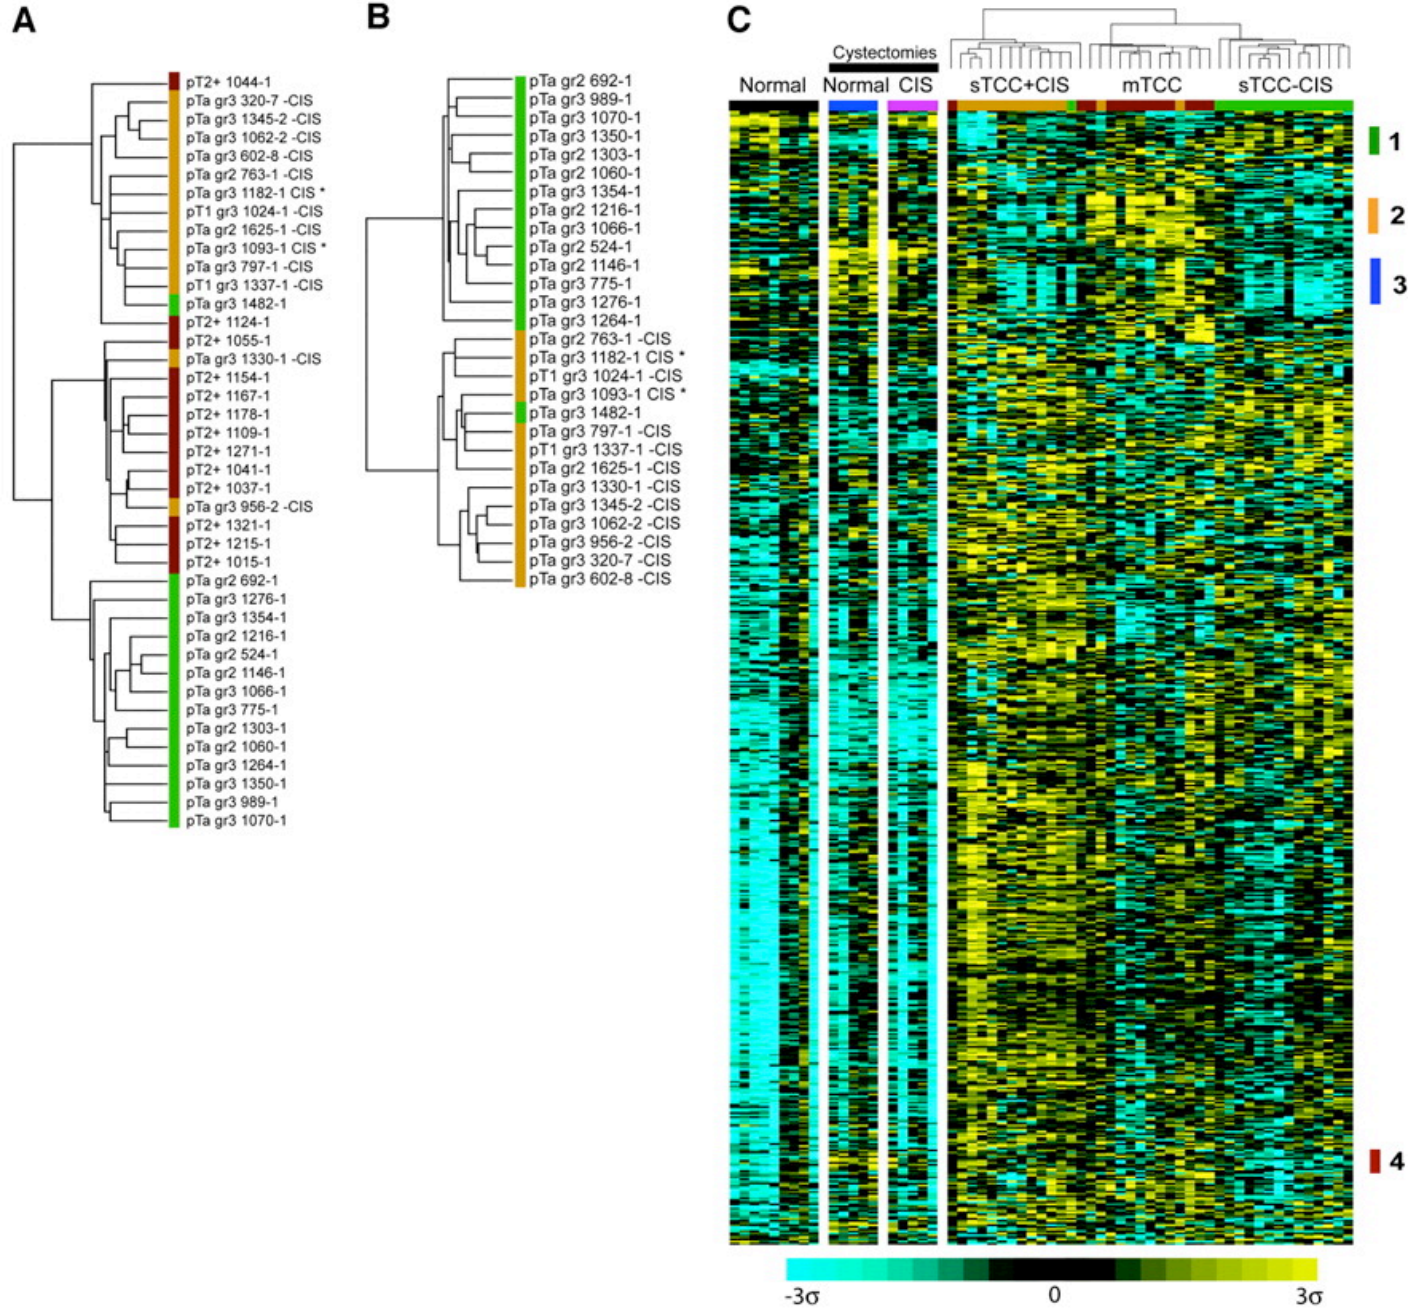 A
pT2+ 1044-1
pTa gr3 320-7 -CIS
pTa gr3 1345-2 -CIS
pTa gr3 1062-2 -CIS
pTa gr3 602-8 -CIS
pTa gr2 763-1 -CIS
pTa gr3 1182-1 CIS *
pT1 gr3 1024-1 -CIS
pTa gr2 1625-1 -CIS
pTa gr3 1093-1 CIS *
pTa gr3 797-1 -CIS
pT1 gr3 1337-1 -CIS
pTa gr3 1482-1
pT2+ 1124-1
pT2+ 1055-1
pTa gr3 1330-1 -CIS
pT2+ 1154-1
pT2+ 1167-1
pT2+ 1178-1
pT2+ 1109-1
pT2+ 1271-1
pT2+ 1041-1
pT2+ 1037-1
pTa gr3 956-2 -CIS
pT2+ 1321-1
pT2+ 1215-1
pT2+ 1015-1
pTa gr2 692-1
pTa gr3 1276-1
pTa gr3 1354-1
pTa gr2 1216-1
pTa gr2 524-1
pTa gr2 1146-1
pTa gr3 1066-1
pTa gr3 775-1
pTa gr2 1303-1
pTa gr2 1060-1
pTa gr3 1264-1
pTa gr3 1350-1
pTa gr3 989-1
pTa gr3 1070-1
B
pTa gr2 692-1
pTa gr3 989-1
pTa gr3 1070-1
pTa gr3 1350-1
pTa gr2 1303-1
pTa gr2 1060-1
pTa gr3 1354-1
pTa gr2 1216-1
pTa gr3 1066-1
pTa gr2 524-1
pTa gr2 1146-1
pTa gr3 775-1
pTa gr3 1276-1
pTa gr3 1264-1
pTa gr2 763-1 -CIS
pTa gr3 1182-1 CIS *
pT1 gr3 1024-1 -CIS
pTa gr3 1093-1 CIS *
pTa gr3 1482-1
pTa gr3 797-1 -CIS
pT1 gr3 1337-1 -CIS
pTa gr2 1625-1 -CIS
pTa gr3 1330-1 -CIS
pTa gr3 1345-2 -CIS
pTa gr3 1062-2 -CIS
pTa gr3 956-2 -CIS
pTa gr3 320-7 -CIS
pTa gr3 602-8 -CIS
C
Cystectomies
Normal Normal CIS sTCC+CIS mTCC sTCC-CIS
1
2
3
4
-3σ 0 3σ